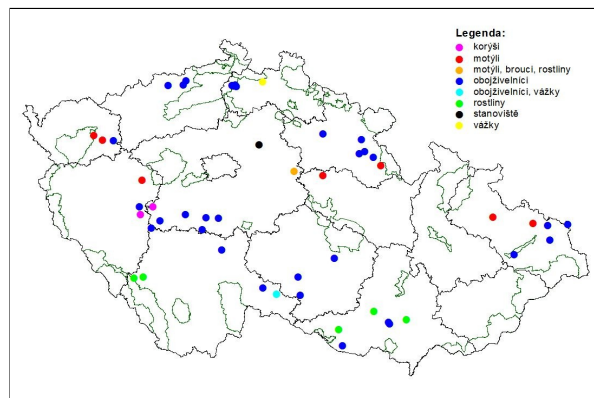 Legenda:
korýši
motýli
motýli, brouci, rostliny
obojživelníci
obojživelníci, vážky
rostliny
stanoviště
vážky